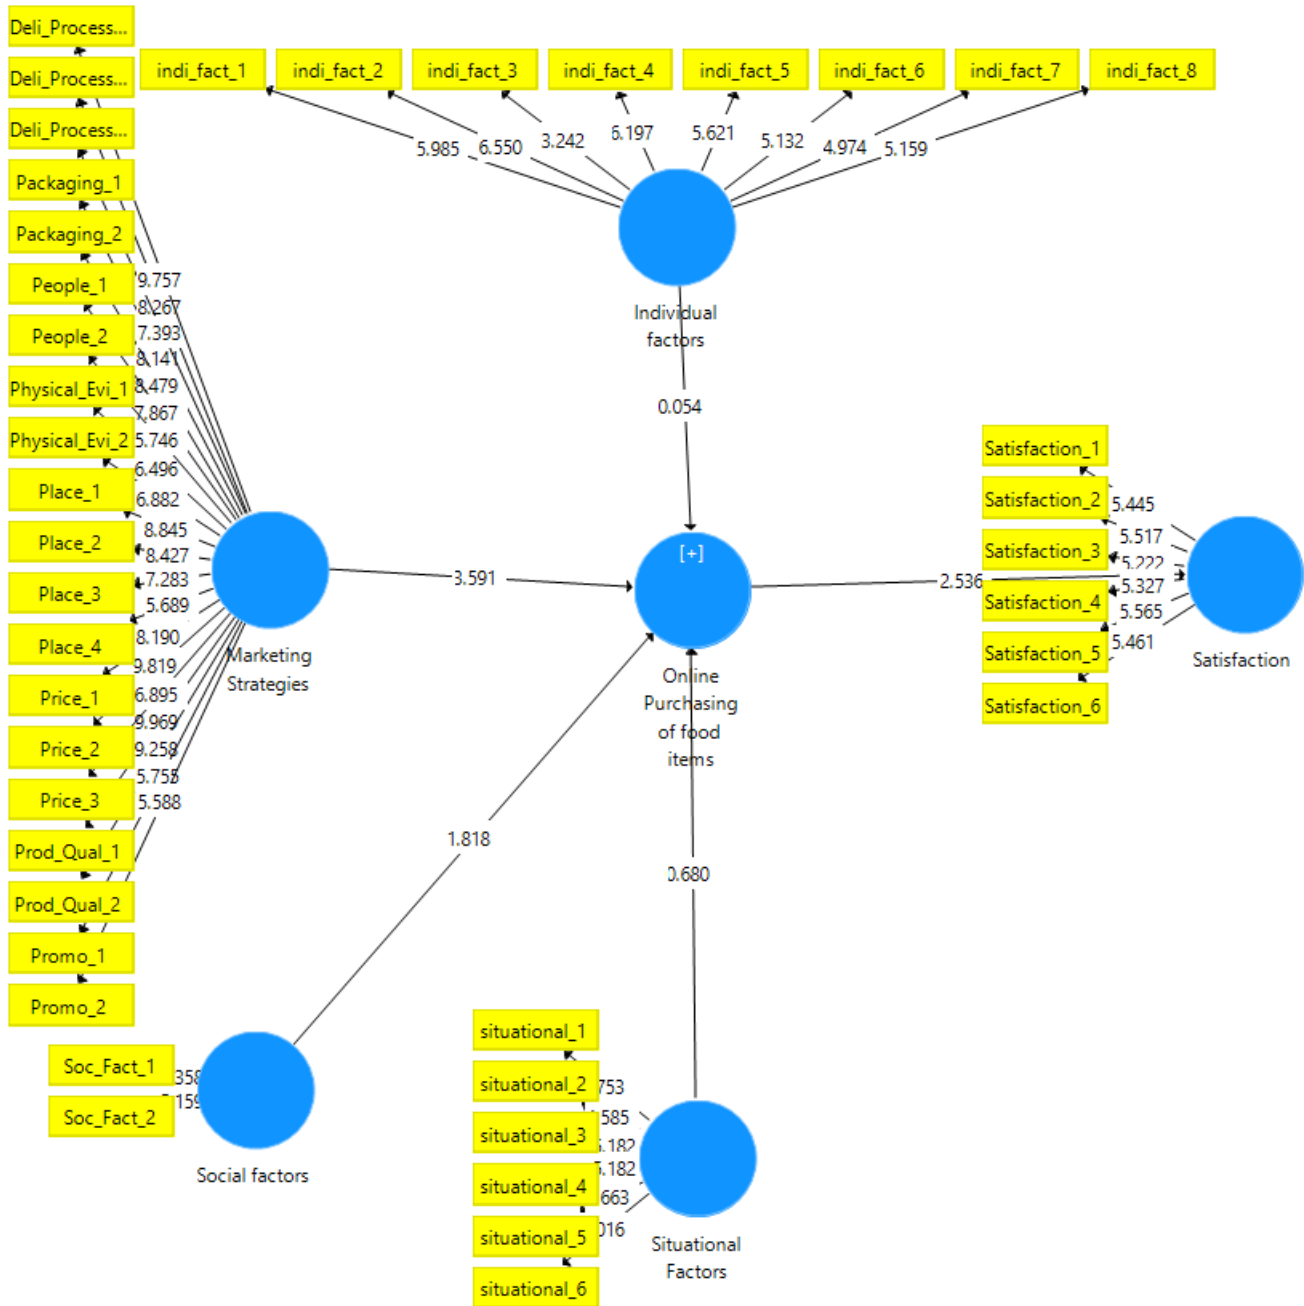 Deli_Process...
Deli_Process...
Deli_Process...
Packaging_1
Packaging_2
People_1
People_2
Physical_Evi_1
Physical_Evi_2
Place_1
Place_2
Place_3
Place_4
Price_1
Price_2
Price_3
Prod_Qual_1
Prod_Qual_2
Promo_1
Promo_2
9.757
8.267
7.393
8.141
8.479
7.867
5.746
6.496
6.882
8.845
8.427
7.283
5.689
8.190
9.819
6.895
9.969
9.258
5.755
5.588
Marketing
Strategies
indi_fact_1
indi_fact_2
indi_fact_3
indi_fact_4
indi_fact_5
indi_fact_6
indi_fact_7
indi_fact_8
5.985
6.550
3.242
6.197
5.621
5.132
4.974
5.159
Individual
factors
0.054
3.591
[+]
Online
Purchasing
of food
items
2.536
Satisfaction_1
Satisfaction_2
Satisfaction_3
Satisfaction_4
Satisfaction_5
Satisfaction_6
5.445
5.517
5.222
5.327
5.565
5.461
Satisfaction
1.818
0.680
Soc_Fact_1
Soc_Fact_2
Social factors
situational_1
situational_2
situational_3
situational_4
situational_5
situational_6
Situational
Factors